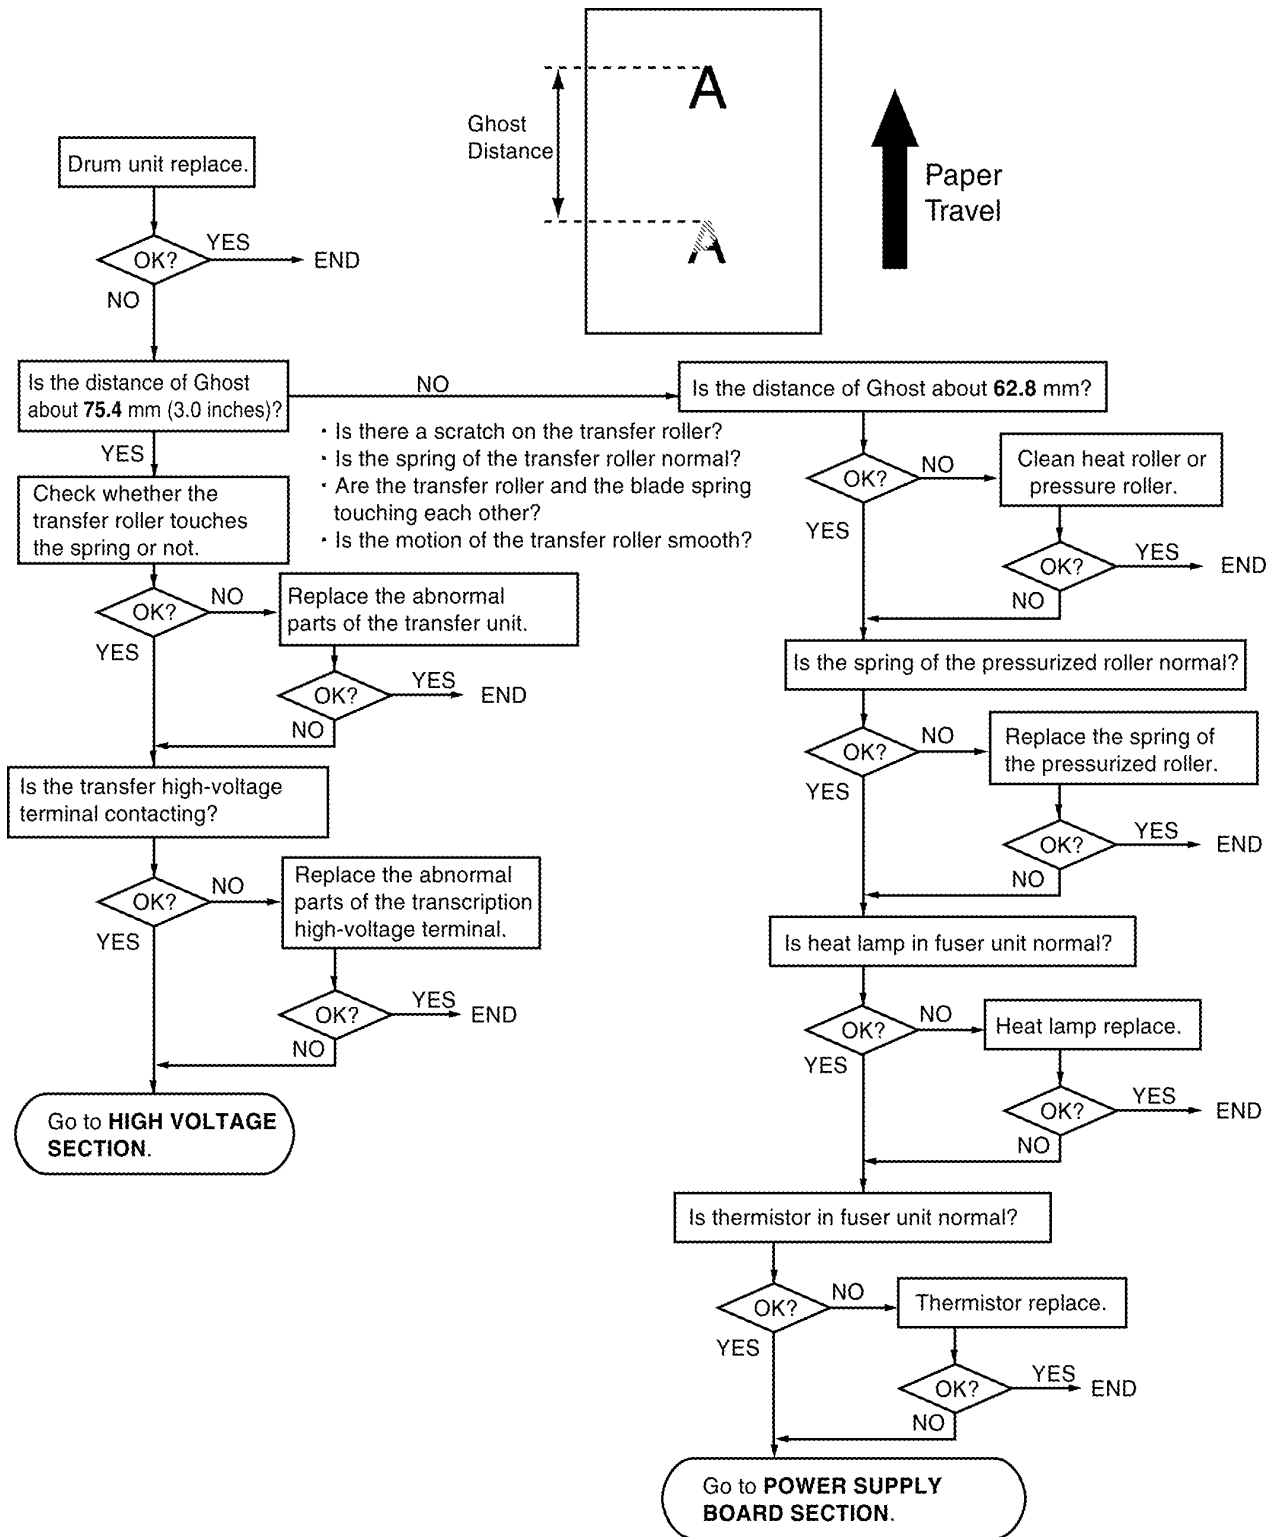 A
Ghost
Distance
A
Paper
Travel
Drum unit replace.
OK?
YES
END
NO
Is the distance of Ghost
about 75.4 mm (3.0 inches)?
NO
YES
· Is there a scratch on the transfer roller?
· Is the spring of the transfer roller normal?
· Are the transfer roller and the blade spring
touching each other?
· Is the motion of the transfer roller smooth?
Check whether the
transfer roller touches
the spring or not.
OK?
NO
YES
Replace the abnormal
parts of the transfer unit.
OK?
YES
END
NO
Is the transfer high-voltage
terminal contacting?
OK?
NO
YES
Replace the abnormal
parts of the transcription
high-voltage terminal.
OK?
YES
END
NO
Go to HIGH VOLTAGE
SECTION.
Is the distance of Ghost about 62.8 mm?
OK?
NO
YES
Clean heat roller or
pressure roller.
OK?
YES
END
NO
Is the spring of the pressurized roller normal?
OK?
NO
YES
Replace the spring of
the pressurized roller.
OK?
YES
END
NO
Is heat lamp in fuser unit normal?
OK?
NO
YES
Heat lamp replace.
OK?
YES
END
NO
Is thermistor in fuser unit normal?
OK?
NO
YES
Thermistor replace.
OK?
YES
END
NO
Go to POWER SUPPLY
BOARD SECTION.